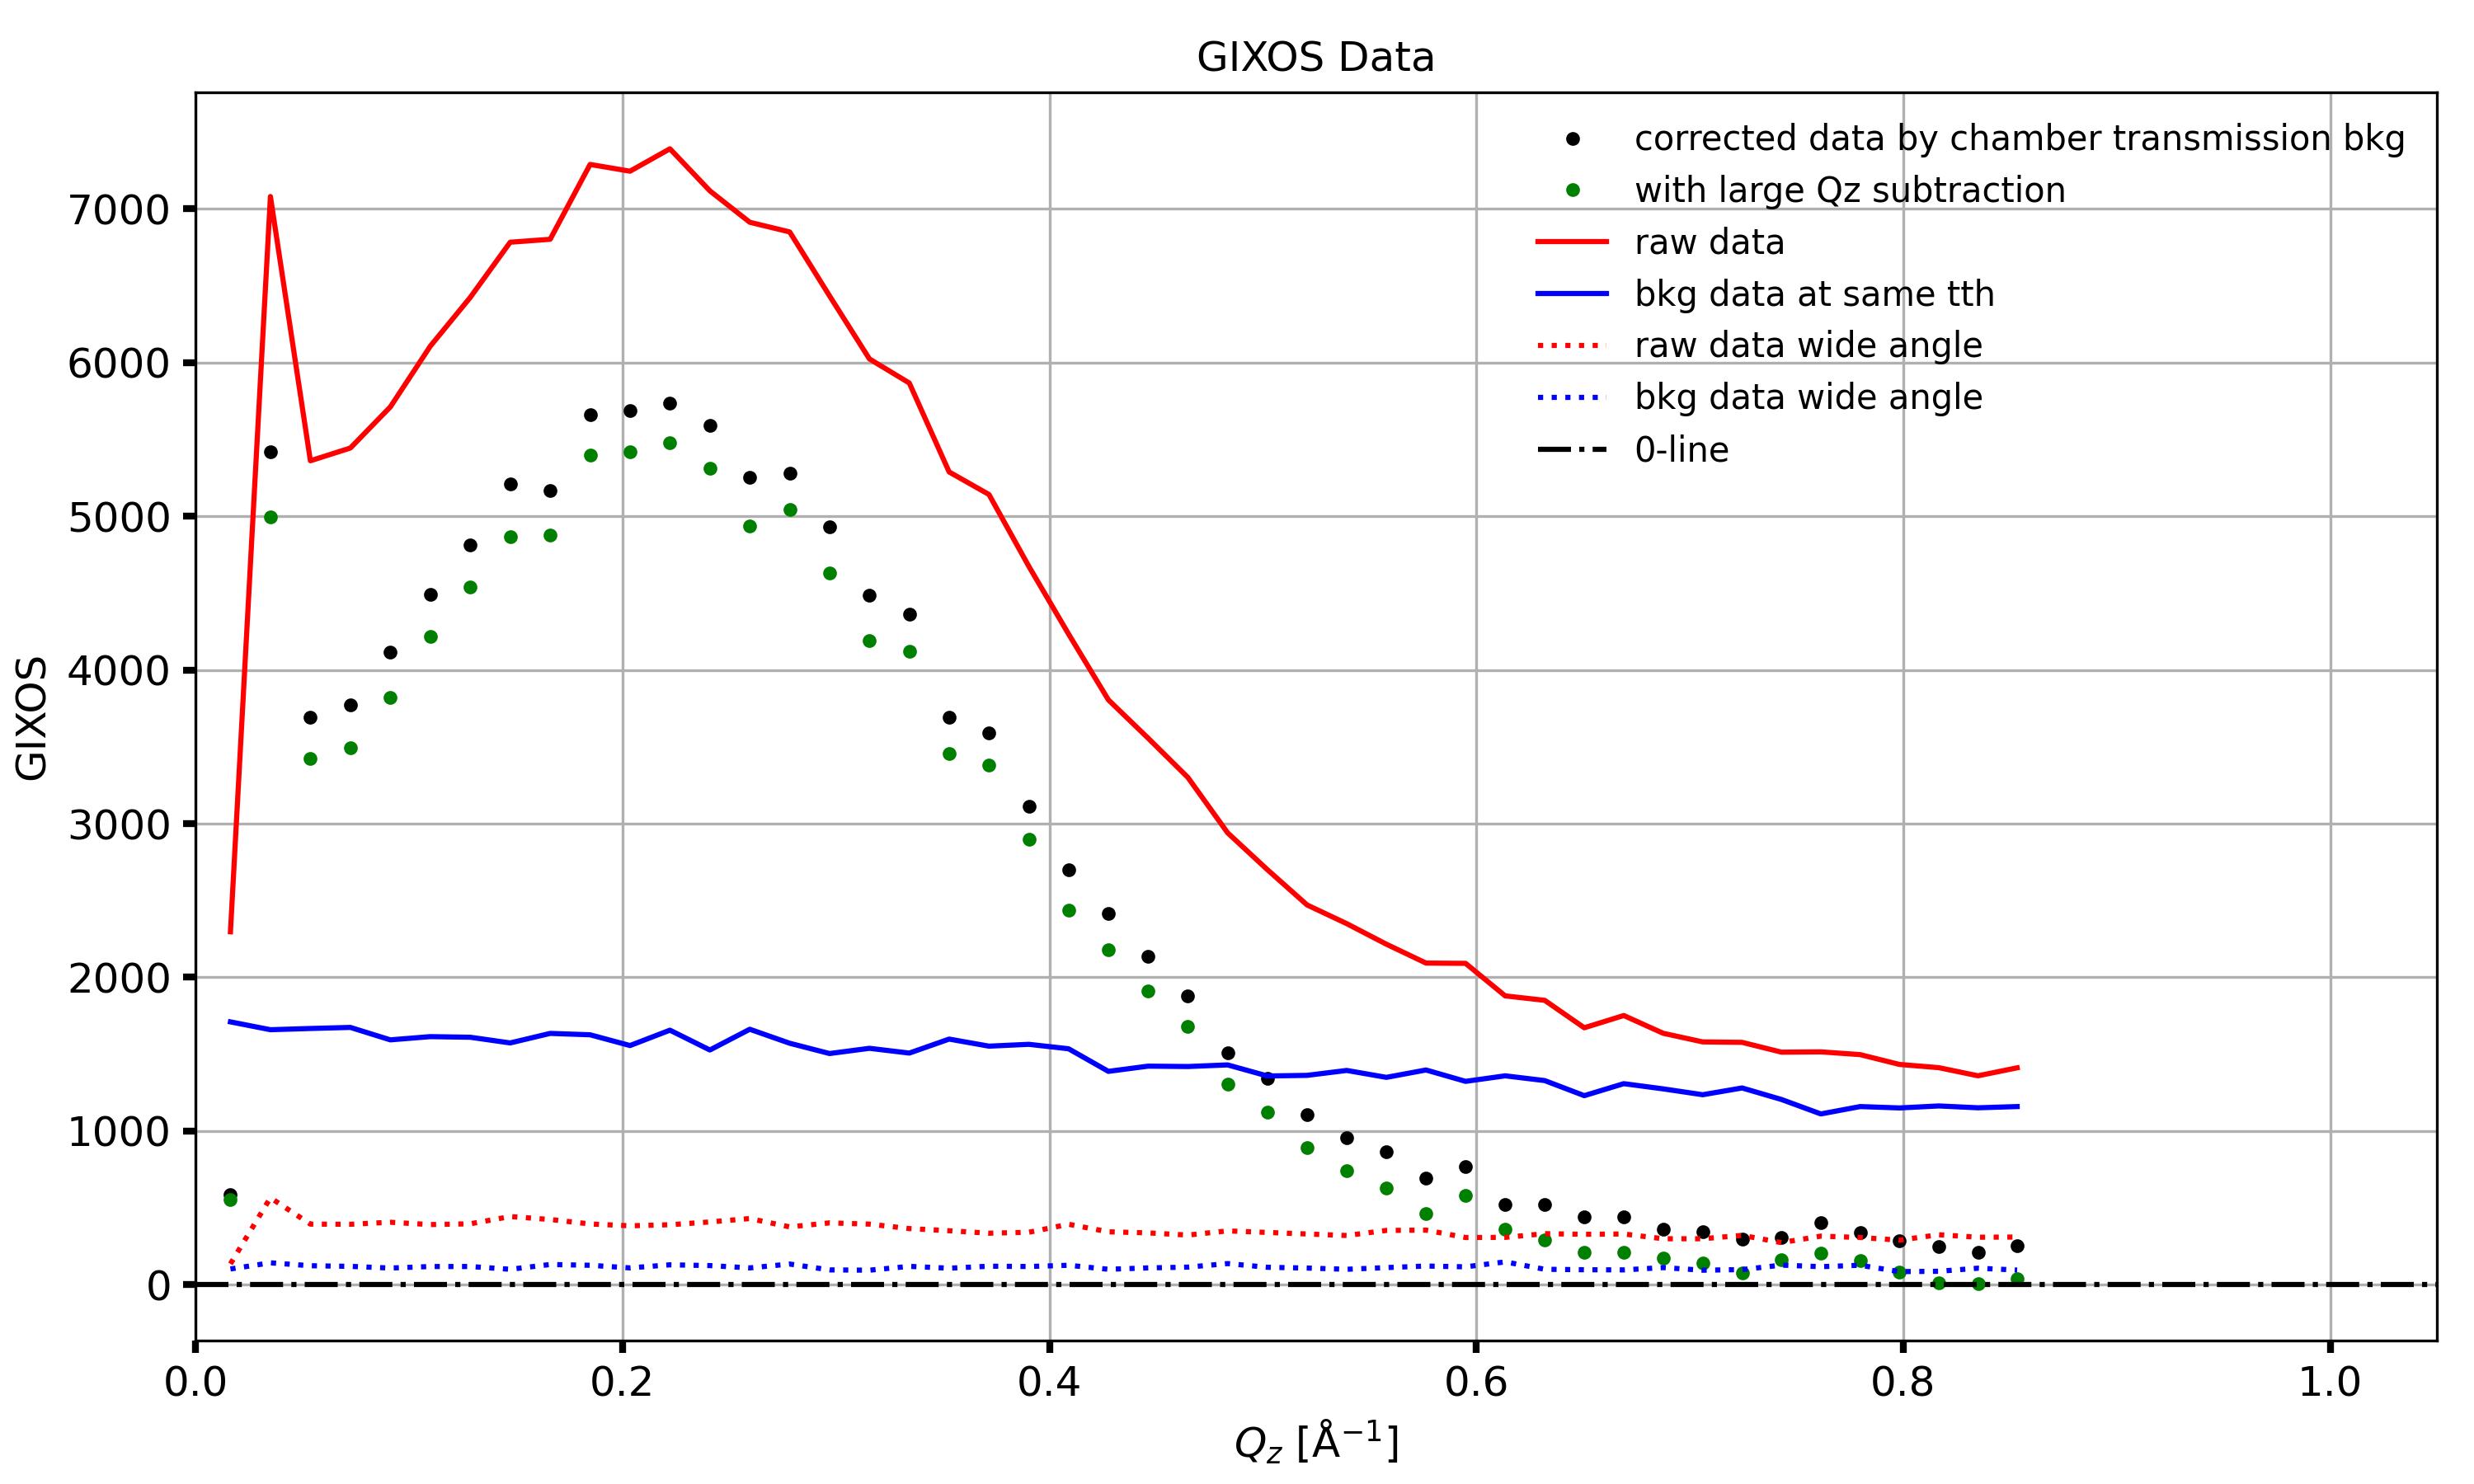 GIXOS Data
corrected data by chamber transmission bkg
with large Qz subtraction
raw data
bkg data at same tth
raw data wide angle
bkg data wide angle
0-line
7000
6000
5000
4000
3000
2000
1000
0
GIXOS
0.0 0.2 0.4 0.6 0.8 1.0
Q_z [Å⁻¹]